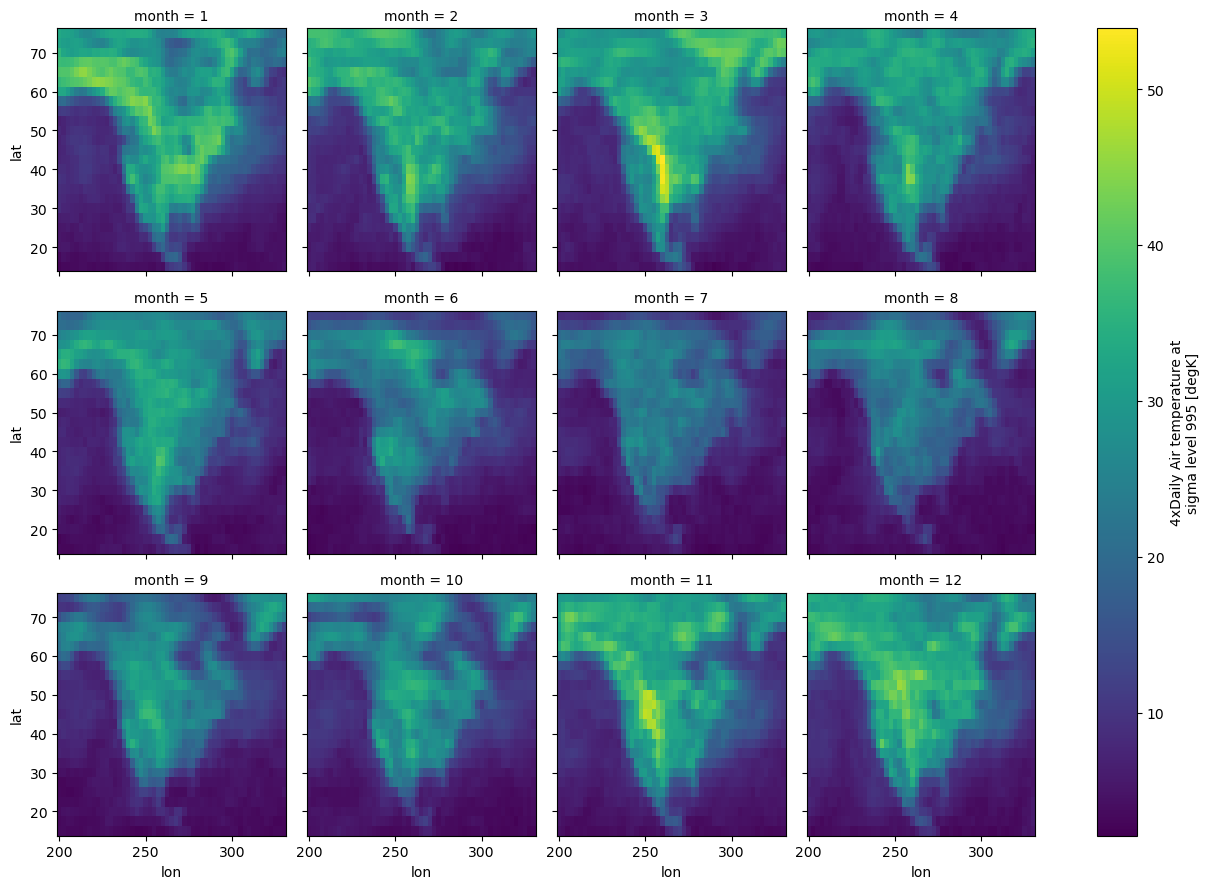 month = 1
month = 2
month = 3
month = 4
70
60
50
40
30
20
lat
200
250
300
200
250
300
200
250
300
200
250
300
month = 5
month = 6
month = 7
month = 8
70
60
50
40
30
20
lat
month = 9
month = 10
month = 11
month = 12
70
60
50
40
30
20
lat
lon
lon
lon
lon
50
40
30
20
10
4xDaily Air temperature at
sigma level 995 [degK]